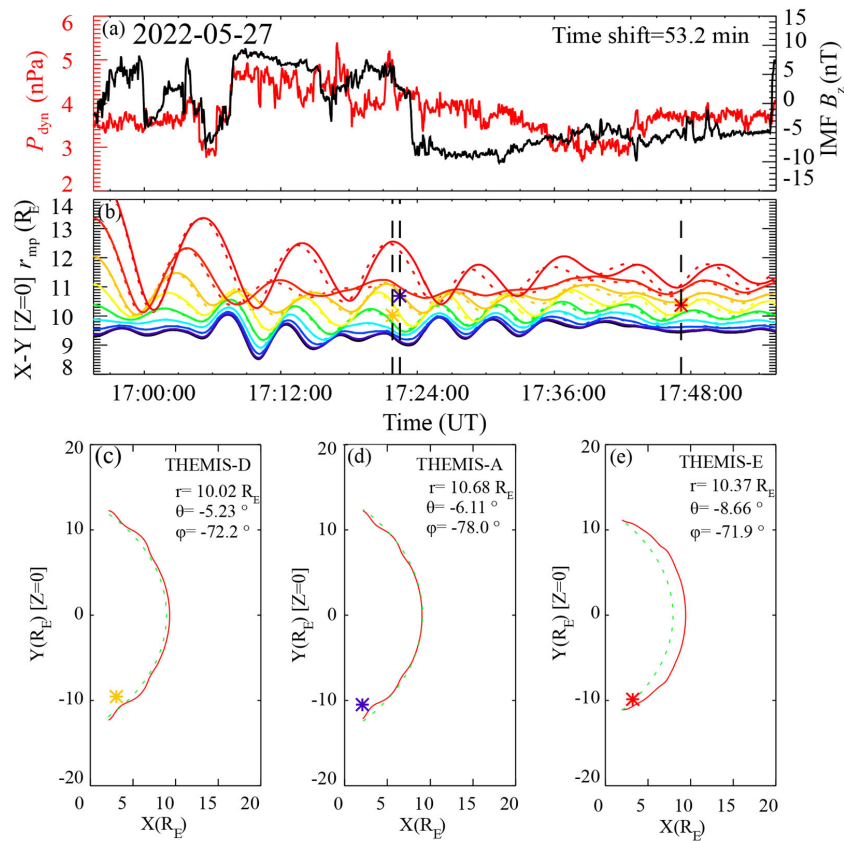 (a) 2022-05-27 Time shift=53.2 min
P_dyn (nPa)
6
5
4
3
2
IMF B_z (nT)
15
10
5
0
-5
-10
-15
(b)
X-Y [Z=0] r_mp (R_E)
14
13
12
11
10
9
8
17:00:00 17:12:00 17:24:00 17:36:00 17:48:00
Time (UT)
(c) THEMIS-D
r= 10.02 R_E
θ= -5.23 °
φ= -72.2 °
Y(R_E) [Z=0]
20
10
0
-10
-20
0 5 10 15 20
X(R_E)
(d) THEMIS-A
r= 10.68 R_E
θ= -6.11 °
φ= -78.0 °
Y(R_E) [Z=0]
20
10
0
-10
-20
0 5 10 15 20
X(R_E)
(e) THEMIS-E
r= 10.37 R_E
θ= -8.66 °
φ= -71.9 °
Y(R_E) [Z=0]
20
10
0
-10
-20
0 5 10 15 20
X(R_E)